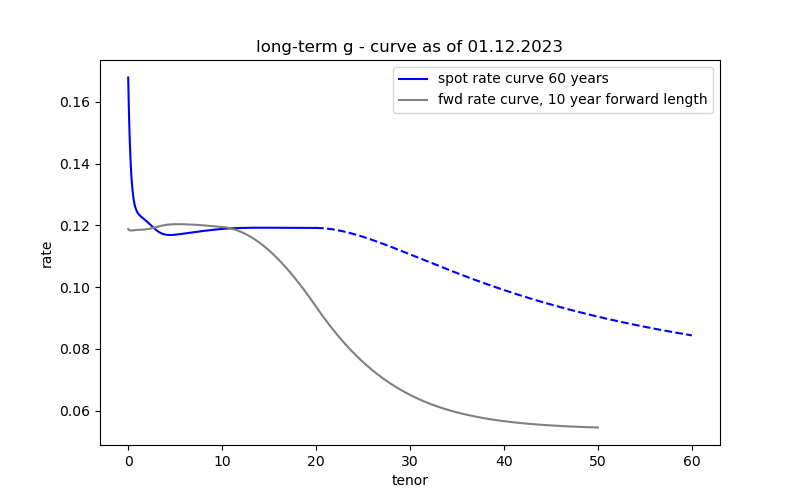 long-term g - curve as of 01.12.2023
spot rate curve 60 years
fwd rate curve, 10 year forward length
0.16
0.14
0.12
0.10
0.08
0.06
rate
0 10 20 30 40 50 60
tenor